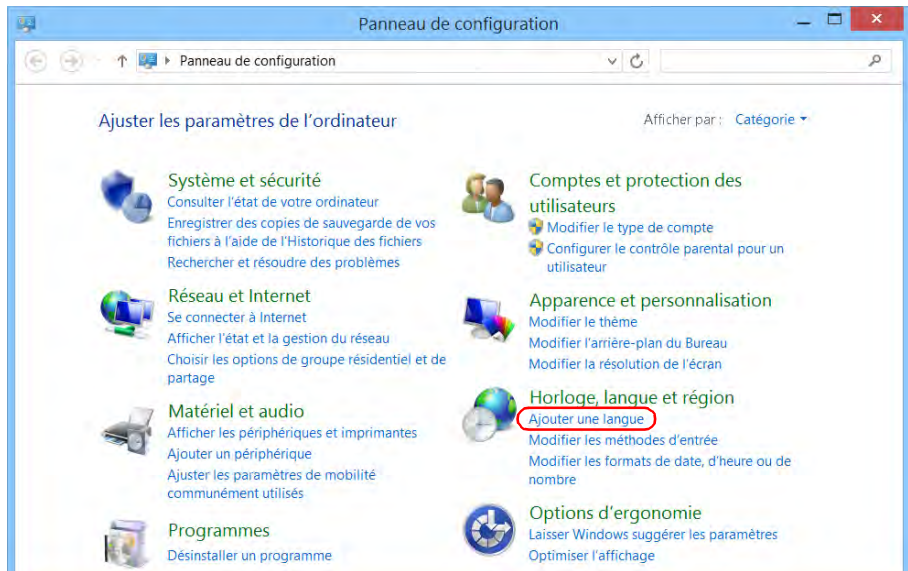 Panneau de configuration
Panneau de configuration
Ajuster les paramètres de l'ordinateur
Afficher par : Catégorie
Système et sécurité
Consulter l'état de votre ordinateur
Enregistrer des copies de sauvegarde de vos
fichiers à l'aide de l'Historique des fichiers
Rechercher et résoudre des problèmes
Réseau et Internet
Se connecter à Internet
Afficher l'état et la gestion du réseau
Choisir les options de groupe résidentiel et de
partage
Matériel et audio
Afficher les périphériques et imprimantes
Ajouter un périphérique
Ajuster les paramètres de mobilité
communément utilisés
Programmes
Désinstaller un programme
Comptes et protection des
utilisateurs
Modifier le type de compte
Configurer le contrôle parental pour un
utilisateur
Apparence et personnalisation
Modifier le thème
Modifier l'arrière-plan du Bureau
Modifier la résolution de l'écran
Horloge, langue et région
Ajouter une langue
Modifier les méthodes d'entrée
Modifier les formats de date, d'heure ou de
nombre
Options d'ergonomie
Laisser Windows suggérer les paramètres
Optimiser l'affichage